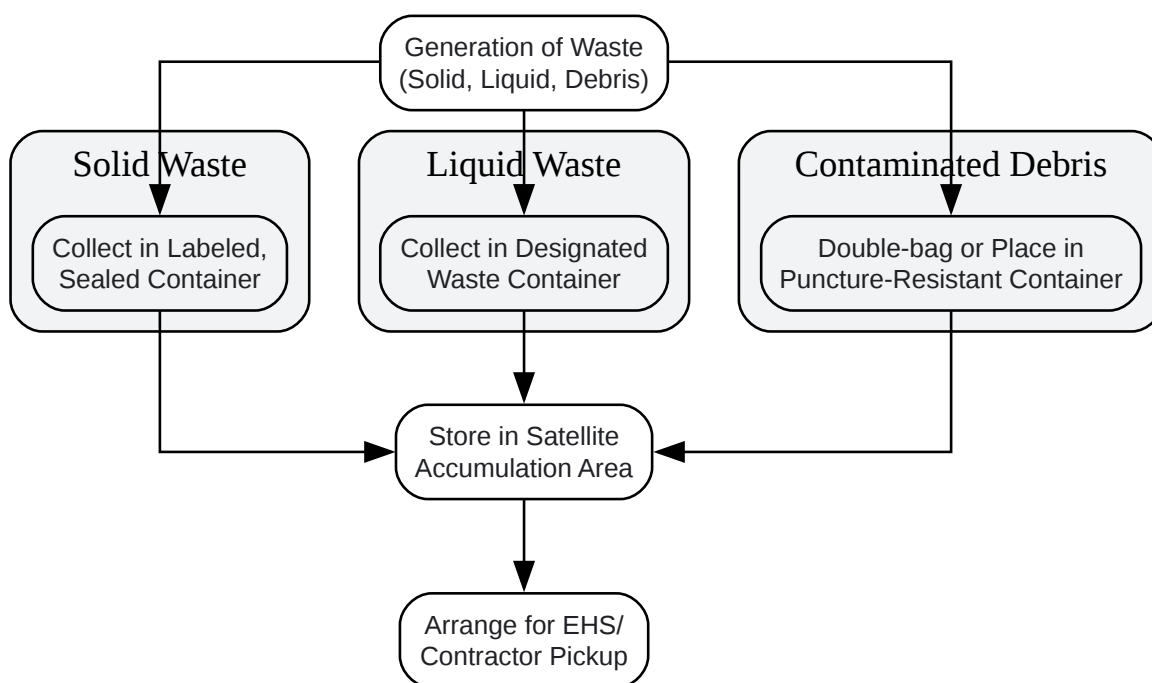 Generation of Waste
(Solid, Liquid, Debris)
Solid Waste
Collect in Labeled,
Sealed Container
Liquid Waste
Collect in Designated
Waste Container
Contaminated Debris
Double-bag or Place in
Puncture-Resistant Container
Store in Satellite
Accumulation Area
Arrange for EHS/
Contractor Pickup